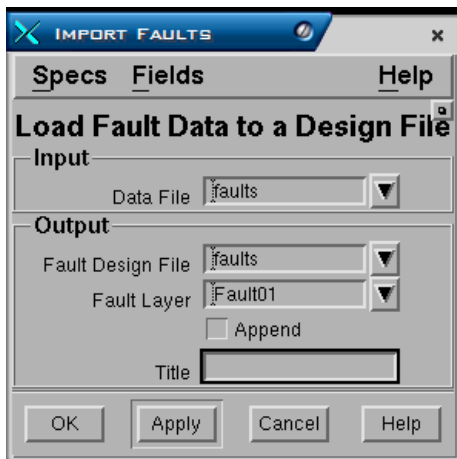 IMPORT FAULTS
Specs Fields Help
Load Fault Data to a Design File
Input
Data File faults
Output
Fault Design File faults
Fault Layer Fault01
Append
Title
OK Apply Cancel Help